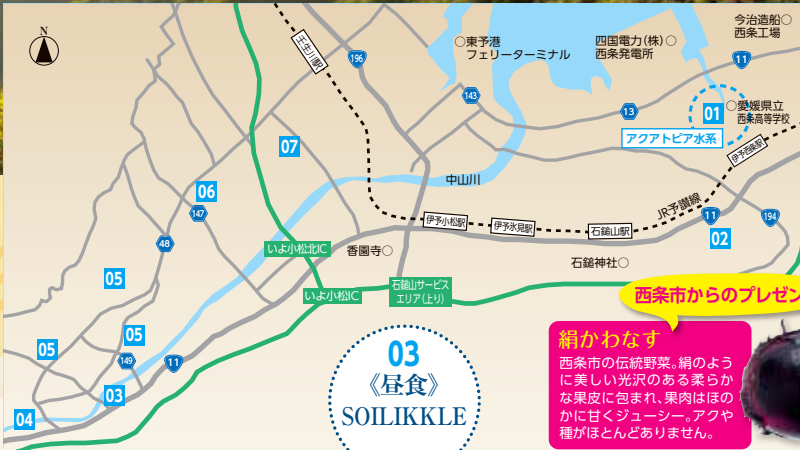 N
壬生川駅
196
○東予港
フェリーターミナル
四国電力(株)○
西条発電所
今治造船○
西条工場
11
143
13
01
○愛媛県立
西条高等学校
アクアトピア水系
伊予西条駅
07
中山川
06
147
伊予小松駅
伊予氷見駅
石鎚山駅
JR予讃線
11
194
02
48
いよ小松北IC
香園寺○
石鎚神社○
05
いよ小松IC
石鎚山サービス
エリア(上り)
西条市からのプレゼン
05
05
149
11
03
04
03
《昼食》
SOILIKKLE
絹かわなす
西条市の伝統野菜。絹のよう
に美しい光沢のある柔らか
な果皮に包まれ、果肉はほの
かに甘くジューシー。アクや
種がほとんどありません。